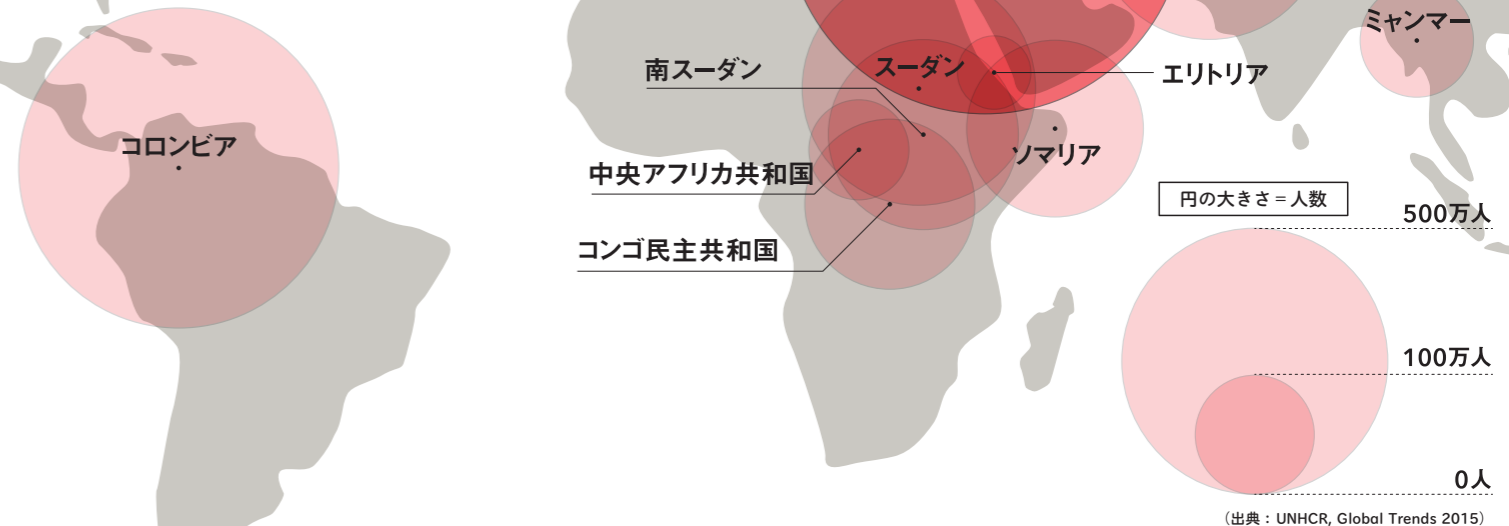 ミャンマー
南スーダン
スーダン
エリトリア
コロンビア
ソマリア
中央アフリカ共和国
円の大きさ＝人数
500万人
コンゴ民主共和国
100万人
0人
（出典：UNHCR, Global Trends 2015）